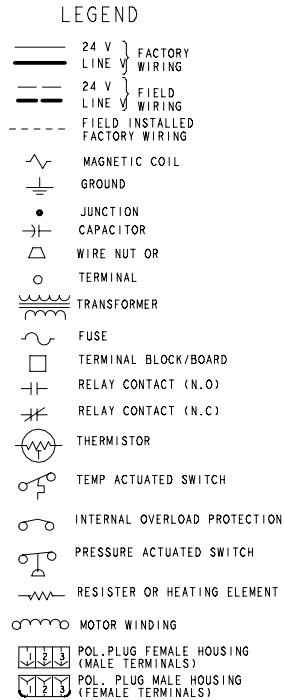 LEGEND
24 V
LINE V
FACTORY
WIRING
24 V
LINE V
FIELD
WIRING
FIELD INSTALLED
FACTORY WIRING
MAGNETIC COIL
GROUND
JUNCTION
CAPACITOR
WIRE NUT OR
TERMINAL
TRANSFORMER
FUSE
TERMINAL BLOCK/BOARD
RELAY CONTACT (N.O)
RELAY CONTACT (N.C)
THERMISTOR
TEMP ACTUATED SWITCH
INTERNAL OVERLOAD PROTECTION
PRESSURE ACTUATED SWITCH
RESISTER OR HEATING ELEMENT
MOTOR WINDING
1 2 3 POL.PLUG FEMALE HOUSING
(MALE TERMINALS)
1 2 3 POL. PLUG MALE HOUSING
(FEMALE TERMINALS)